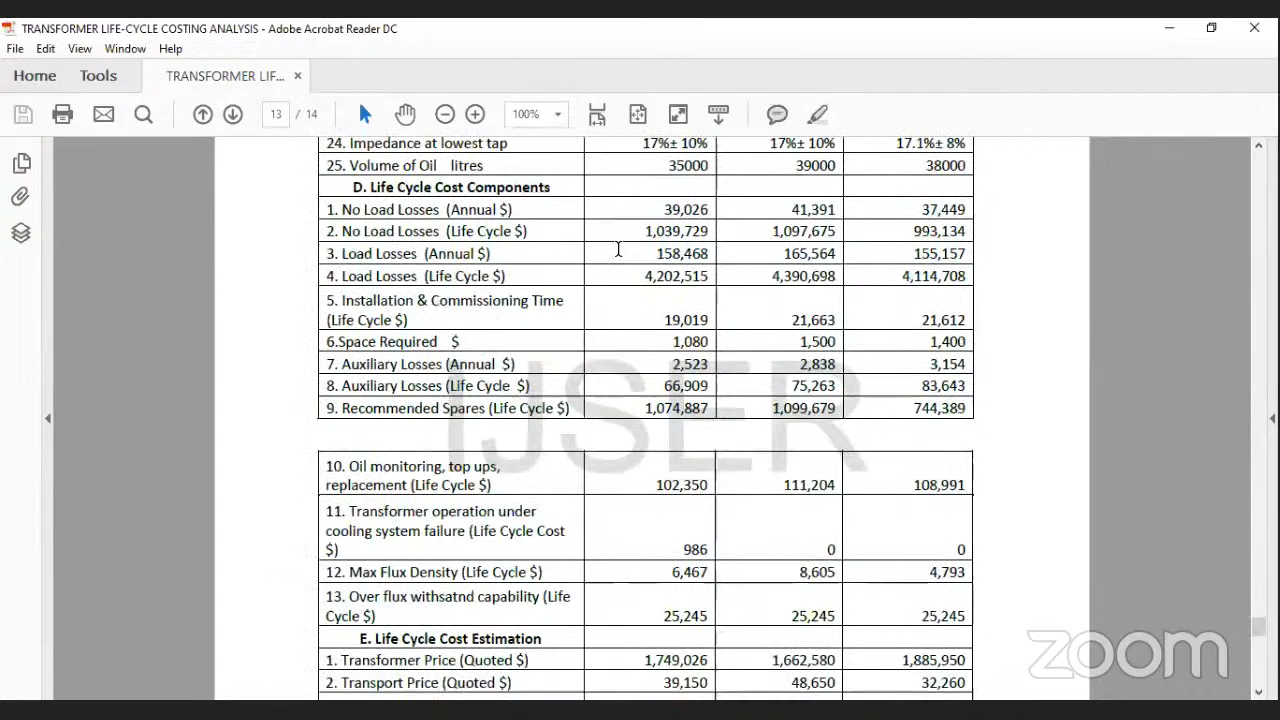 TRANSFORMER LIFE-CYCLE COSTING ANALYSIS - Adobe Acrobat Reader DC
File Edit View Window Help
Home Tools TRANSFORMER LIF... ×
13 / 14 100%
24. Impedance at lowest tap 17%± 10% 17%± 10% 17.1%± 8%
25. Volume of Oil litres 35000 39000 38000
D. Life Cycle Cost Components
1. No Load Losses (Annual $) 39,026 41,391 37,449
2. No Load Losses (Life Cycle $) 1,039,729 1,097,675 993,134
3. Load Losses (Annual $) 158,468 165,564 155,157
4. Load Losses (Life Cycle $) 4,202,515 4,390,698 4,114,708
5. Installation & Commissioning Time
(Life Cycle $) 19,019 21,663 21,612
6.Space Required $ 1,080 1,500 1,400
7. Auxiliary Losses (Annual $) 2,523 2,838 3,154
8. Auxiliary Losses (Life Cycle $) 66,909 75,263 83,643
9. Recommended Spares (Life Cycle $) 1,074,887 1,099,679 744,389
IJSER
10. Oil monitoring, top ups,
replacement (Life Cycle $) 102,350 111,204 108,991
11. Transformer operation under
cooling system failure (Life Cycle Cost
$) 986 0 0
12. Max Flux Density (Life Cycle $) 6,467 8,605 4,793
13. Over flux withsatnd capability (Life
Cycle $) 25,245 25,245 25,245
E. Life Cycle Cost Estimation
1. Transformer Price (Quoted $) 1,749,026 1,662,580 1,885,950
2. Transport Price (Quoted $) 39,150 48,650 32,260
zoom